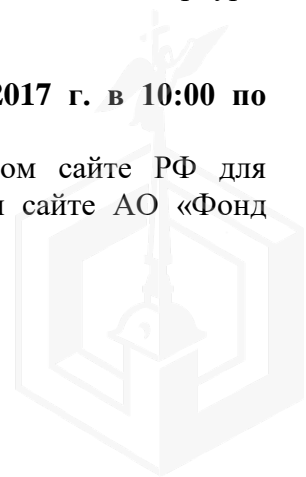 2017 г. в 10:00 по
ом сайте РФ для
и сайте АО «Фонд